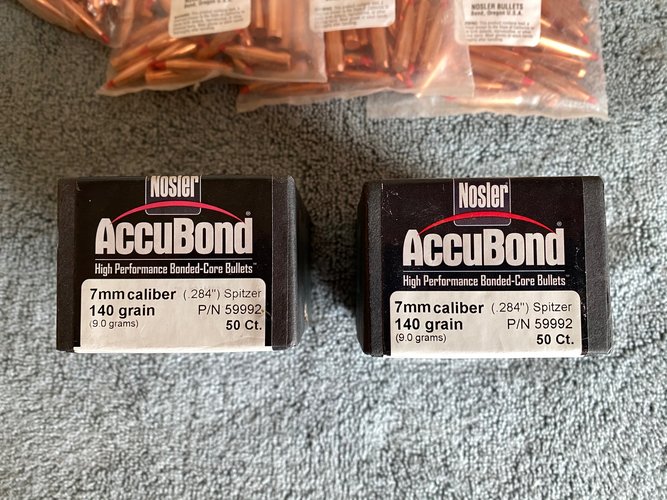 NOSLER BULLETS
Bend, Oregon U.S.A.
Nosler
AccuBond®
High Performance Bonded-Core Bullets™
7mm caliber (.284") Spitzer
140 grain P/N 59992
(9.0 grams) 50 Ct.
Nosler
AccuBond®
High Performance Bonded-Core Bullets™
7mm caliber (.284") Spitzer
140 grain P/N 59992
(9.0 grams) 50 Ct.